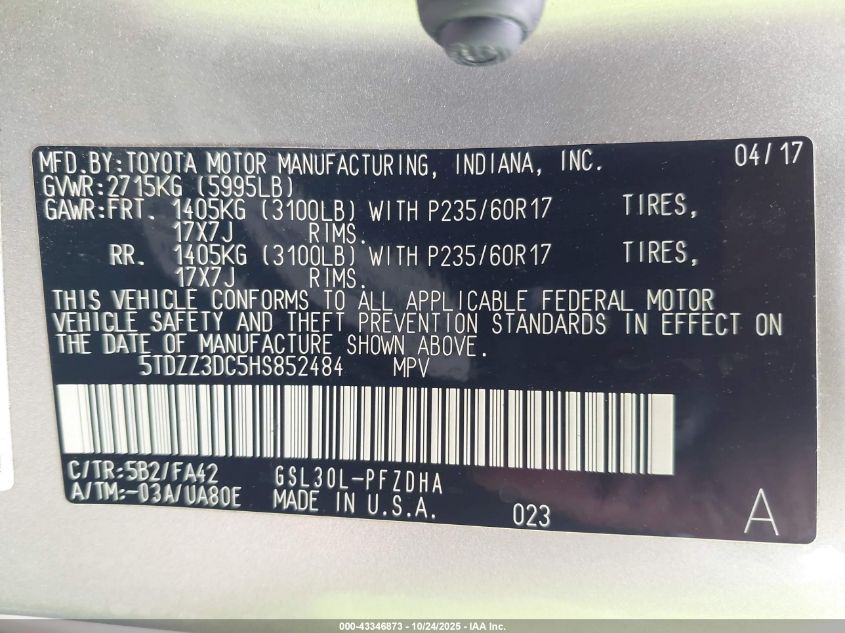 MFD.BY:TOYOTA MOTOR MANUFACTURING, INDIANA, INC. 04/17
GVWR:2715KG (5995LB)
GAWR:FRT. 1405KG (3100LB) WITH P235/60R17 TIRES,
17X7J RIMS.
RR. 1405KG (3100LB) WITH P235/60R17 TIRES,
17X7J RIMS.
THIS VEHICLE CONFORMS TO ALL APPLICABLE FEDERAL MOTOR
VEHICLE SAFETY AND THEFT PREVENTION STANDARDS IN EFFECT ON
THE DATE OF MANUFACTURE SHOWN ABOVE.
5TDZZ3DC5HS852484 MPV
C/TR:5B2/FA42 GSL30L-PFZDHA
A/TM:-03A/UA80E MADE IN U.S.A. 023 A
000-43346873 - 10/24/2025 - IAA Inc.